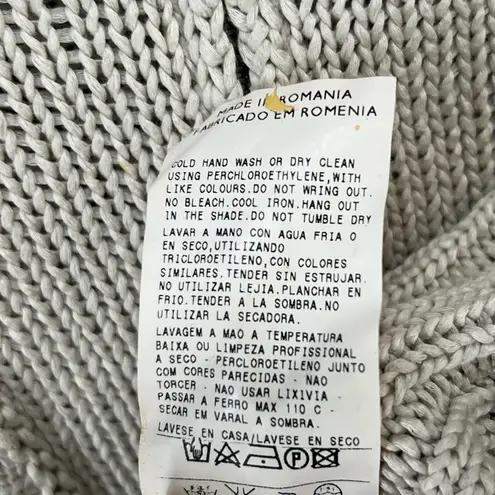 MADE IN ROMANIA
FABRICADO EM ROMENIA
COLD HAND WASH OR DRY CLEAN
USING PERCHLOROETHYLENE,WITH
LIKE COLOURS.DO NOT WRING OUT.
NO BLEACH.COOL IRON.HANG OUT
IN THE SHADE.DO NOT TUMBLE DRY
LAVAR A MANO CON AGUA FRIA O
EN SECO,UTILIZANDO
TRICLOROETILENO,CON COLORES
SIMILARES.TENDER SIN ESTRUJAR.
NO UTILIZAR LEJIA.PLANCHAR EN
FRIO.TENDER A LA SOMBRA.NO
UTILIZAR LA SECADORA.
LAVAGEM A MAO A TEMPERATURA
BAIXA OU LIMPEZA PROFISSIONAL
A SECO - PERCLOROETILENO JUNTO
COM CORES PARECIDAS - NAO
TORCER - NAO USAR LIXIVIA -
PASSAR A FERRO MAX 110 C -
SECAR EM VARAL A SOMBRA.
LAVESE EN CASA/LAVESE EN SECO
P